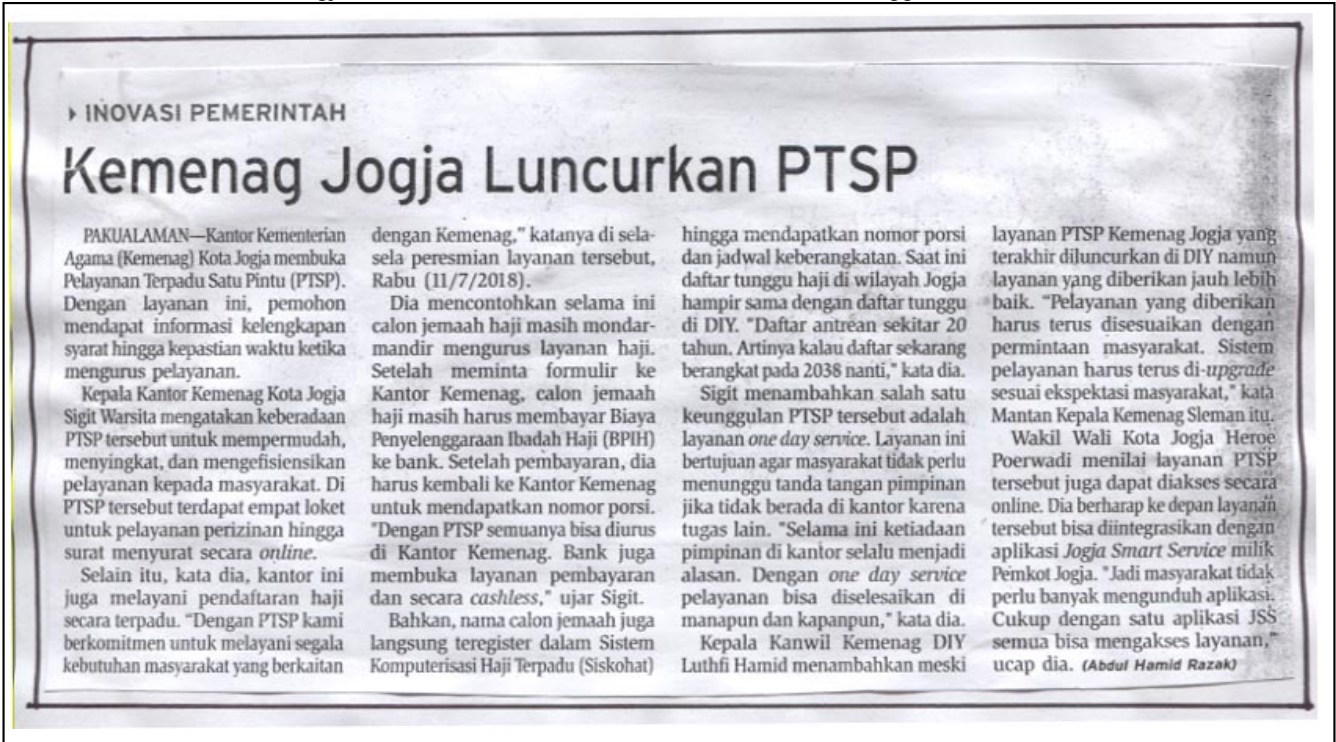 INOVASI PEMERINTAH
Kemenag Jogja Luncurkan PTSP
PAKUALAMAN—Kantor Kementerian
Agama (Kemenag) Kota Jogja membuka
Pelayanan Terpadu Satu Pintu (PTSP).
Dengan layanan ini, pemohon
mendapat informasi kelengkapan
syarat hingga kepastian waktu ketika
mengurus pelayanan.
Kepala Kantor Kemenag Kota Jogja
Sigit Warsita mengatakan keberadaan
PTSP tersebut untuk mempermudah,
menyingkat, dan mengefisiensikan
pelayanan kepada masyarakat. Di
PTSP tersebut terdapat empat loket
untuk pelayanan perizinan hingga
surat menyurat secara online.
Selain itu, kata dia, kantor ini
juga melayani pendaftaran haji
secara terpadu. "Dengan PTSP kami
berkomitmen untuk melayani segala
kebutuhan masyarakat yang berkaitan
dengan Kemenag," katanya di sela-
sela peresmian layanan tersebut,
Rabu (11/7/2018).
Dia mencontohkan selama ini
calon jemaah haji masih mondar-
mandir mengurus layanan haji.
Setelah meminta formulir ke
Kantor Kemenag, calon jemaah
haji masih harus membayar Biaya
Penyelenggaraan Ibadah Haji (BPIH)
ke bank. Setelah pembayaran, dia
harus kembali ke Kantor Kemenag
untuk mendapatkan nomor porsi.
"Dengan PTSP semuanya bisa diurus
di Kantor Kemenag. Bank juga
membuka layanan pembayaran
dan secara cashless," ujar Sigit.
Bahkan, nama calon jemaah juga
langsung teregister dalam Sistem
Komputerisasi Haji Terpadu (Siskohat)
hingga mendapatkan nomor porsi
dan jadwal keberangkatan. Saat ini
daftar tunggu haji di wilayah Jogja
hampir sama dengan daftar tunggu
di DIY. "Daftar antrean sekitar 20
tahun. Artinya kalau daftar sekarang
berangkat pada 2038 nanti," kata dia.
Sigit menambahkan salah satu
keunggulan PTSP tersebut adalah
layanan one day service. Layanan ini
bertujuan agar masyarakat tidak perlu
menunggu tanda tangan pimpinan
jika tidak berada di kantor karena
tugas lain. "Selama ini ketiadaan
pimpinan di kantor selalu menjadi
alasan. Dengan one day service
pelayanan bisa diselesaikan di
manapun dan kapanpun," kata dia.
Kepala Kanwil Kemenag DIY
Luthfi Hamid menambahkan meski
layanan PTSP Kemenag Jogja yang
terakhir diluncurkan di DIY namun
layanan yang diberikan jauh lebih
baik. "Pelayanan yang diberikan
harus terus disesuaikan dengan
permintaan masyarakat. Sistem
pelayanan harus terus di-upgrade
sesuai ekspektasi masyarakat," kata
Mantan Kepala Kemenag Sleman itu.
Wakil Wali Kota Jogja Heroe
Poerwadi menilai layanan PTSP
tersebut juga dapat diakses secara
online. Dia berharap ke depan layanan
tersebut bisa diintegrasikan dengan
aplikasi Jogja Smart Service milik
Pemkot Jogja. "Jadi masyarakat tidak
perlu banyak mengunduh aplikasi.
Cukup dengan satu aplikasi JSS
semua bisa mengakses layanan,"
ucap dia. (Abdul Hamid Razak)